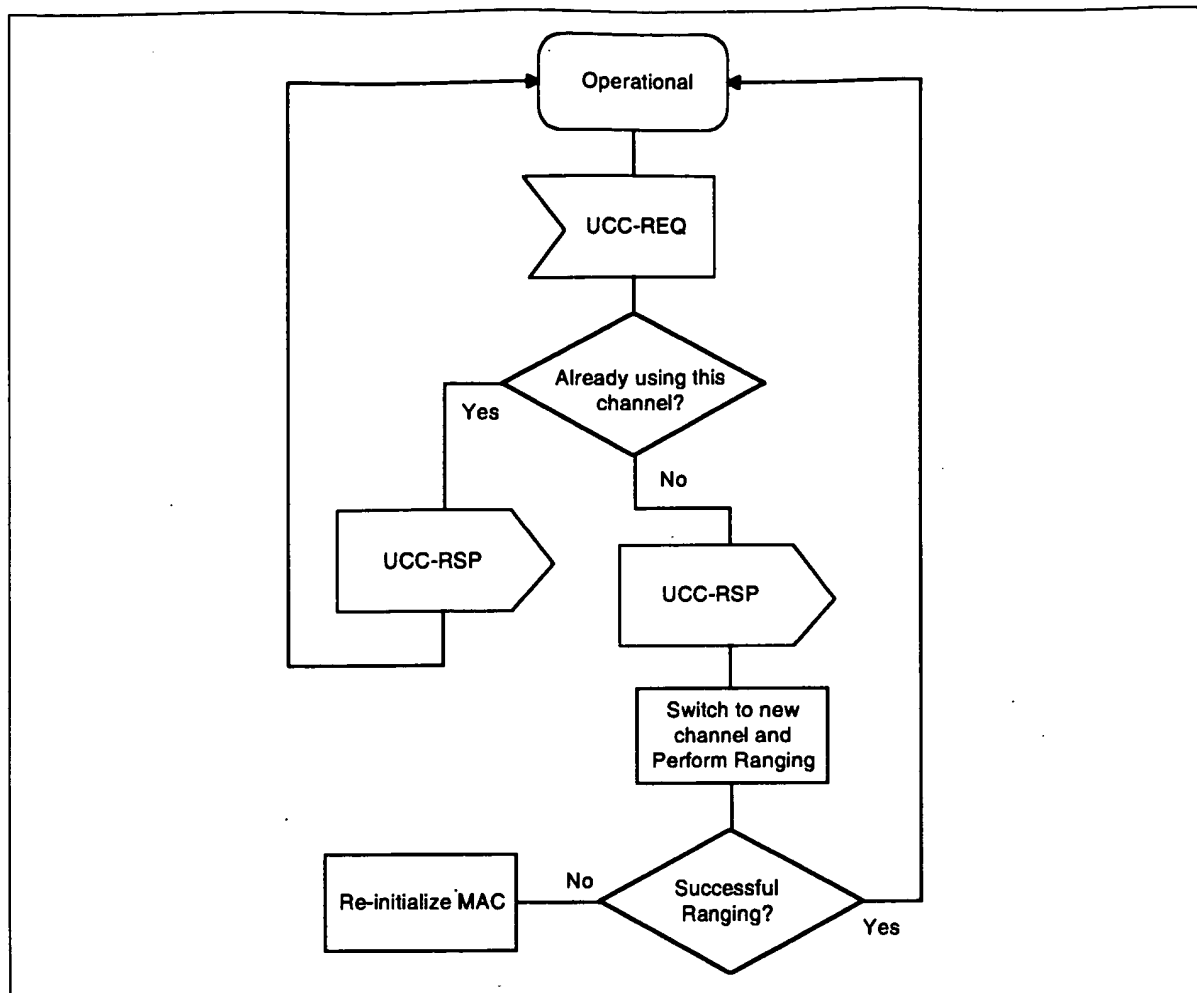 Operational
UCC-REQ
Already using this
channel?
Yes
No
UCC-RSP
UCC-RSP
Switch to new
channel and
Perform Ranging
Re-initialize MAC
No
Successful
Ranging?
Yes